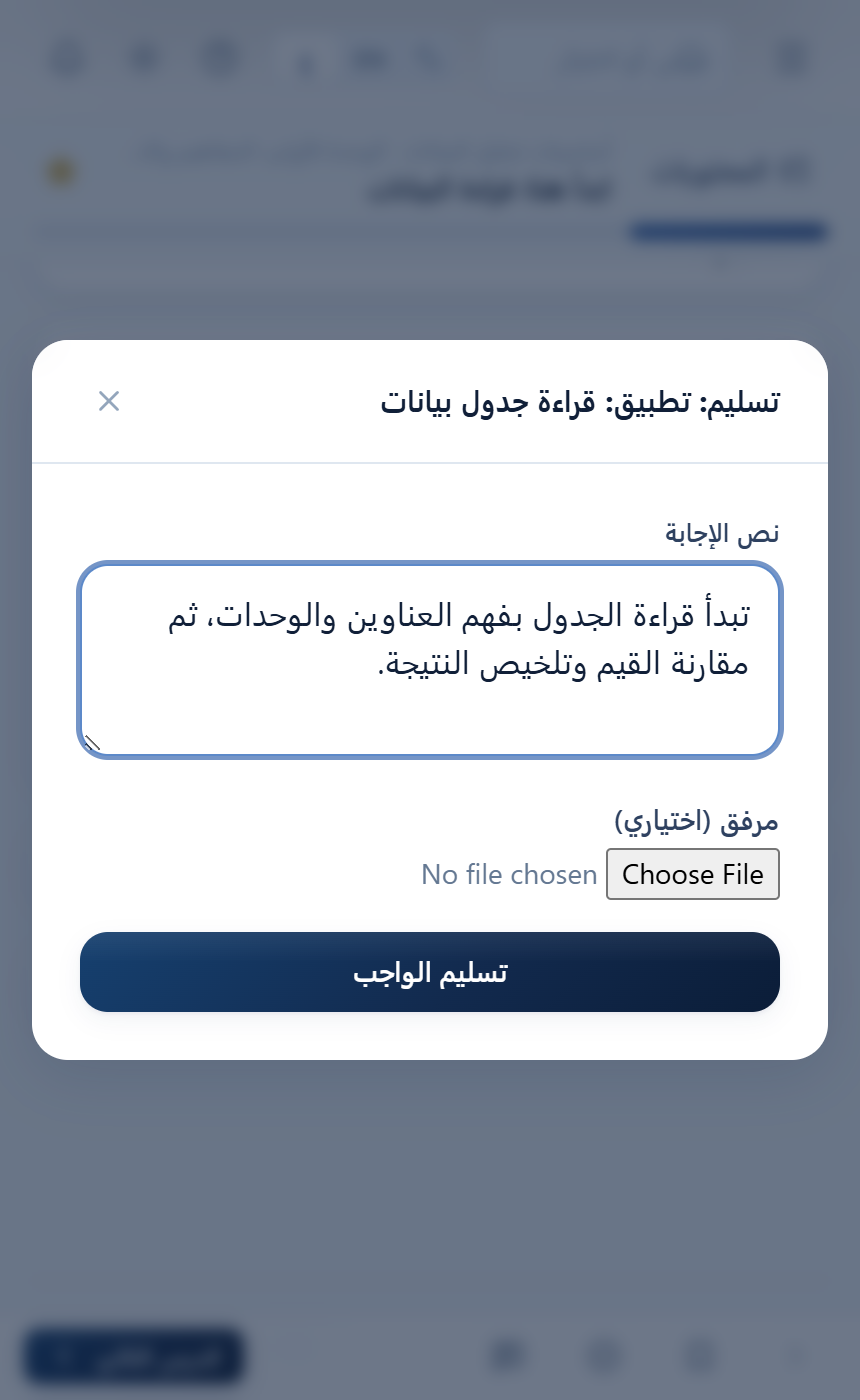 تسليم: تطبيق: قراءة جدول بيانات
نص الإجابة
تبدأ قراءة الجدول بفهم العناوين والوحدات، ثم
مقارنة القيم وتلخيص النتيجة.
مرفق (اختياري)
Choose File No file chosen
تسليم الواجب